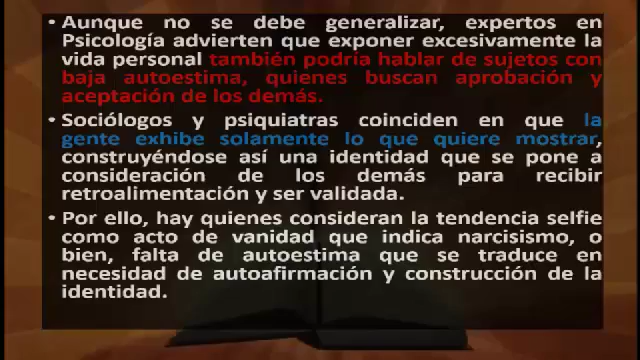 • Aunque no se debe generalizar, expertos en
Psicología advierten que exponer excesivamente la
vida personal también podría hablar de sujetos con
baja autoestima, quienes buscan aprobación y
aceptación de los demás.
• Sociólogos y psiquiatras coinciden en que la
gente exhibe solamente lo que quiere mostrar,
construyéndose así una identidad que se pone a
consideración de los demás para recibir
retroalimentación y ser validada.
• Por ello, hay quienes consideran la tendencia selfie
como acto de vanidad que indica narcisismo, o
bien, falta de autoestima que se traduce en
necesidad de autoafirmación y construcción de la
identidad.